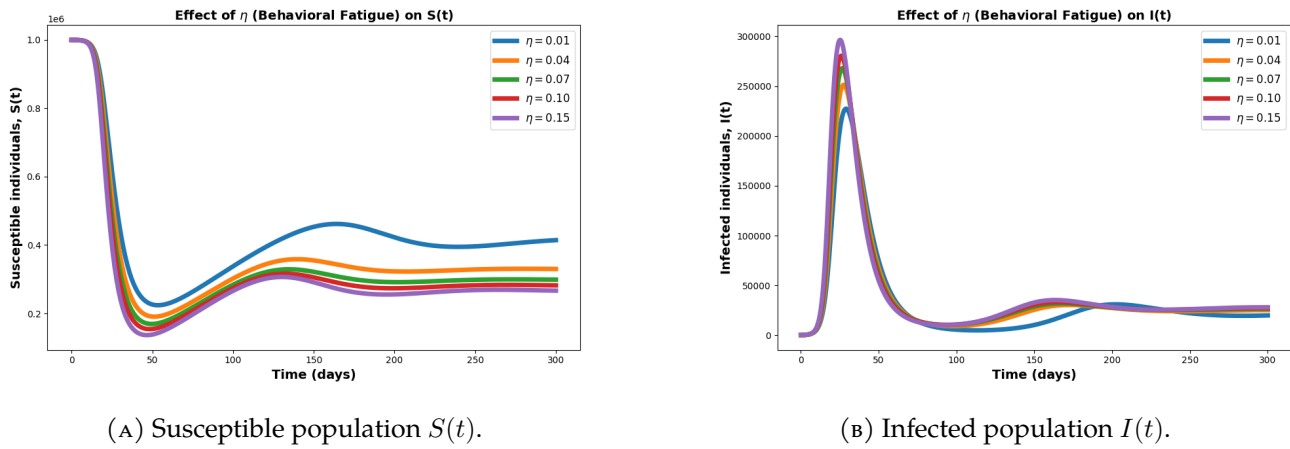 Effect of η (Behavioral Fatigue) on S(t)
1e6
1.0
0.8
0.6
0.4
0.2
Susceptible individuals, S(t)
η = 0.01
η = 0.04
η = 0.07
η = 0.10
η = 0.15
0 50 100 150 200 250 300
Time (days)
(A) Susceptible population S(t).
Effect of η (Behavioral Fatigue) on I(t)
300000
250000
200000
150000
100000
50000
0
Infected individuals, I(t)
η = 0.01
η = 0.04
η = 0.07
η = 0.10
η = 0.15
0 50 100 150 200 250 300
Time (days)
(B) Infected population I(t).